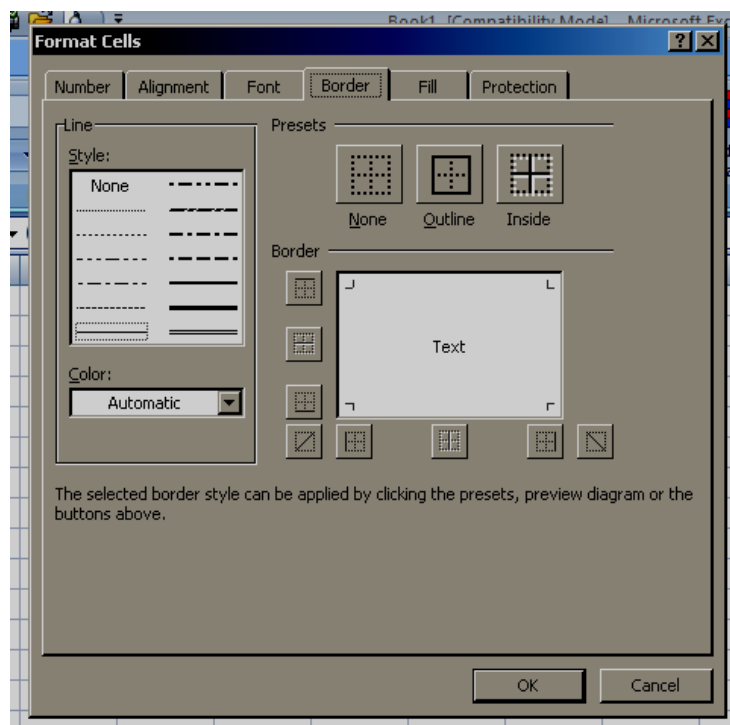 Book1 [Compatibility Mode] Microsoft Exc
Format Cells
Number Alignment Font Border Fill Protection
Line
Style:
None
Color:
Automatic
Presets
None Outline Inside
Border
Text
The selected border style can be applied by clicking the presets, preview diagram or the
buttons above.
OK Cancel